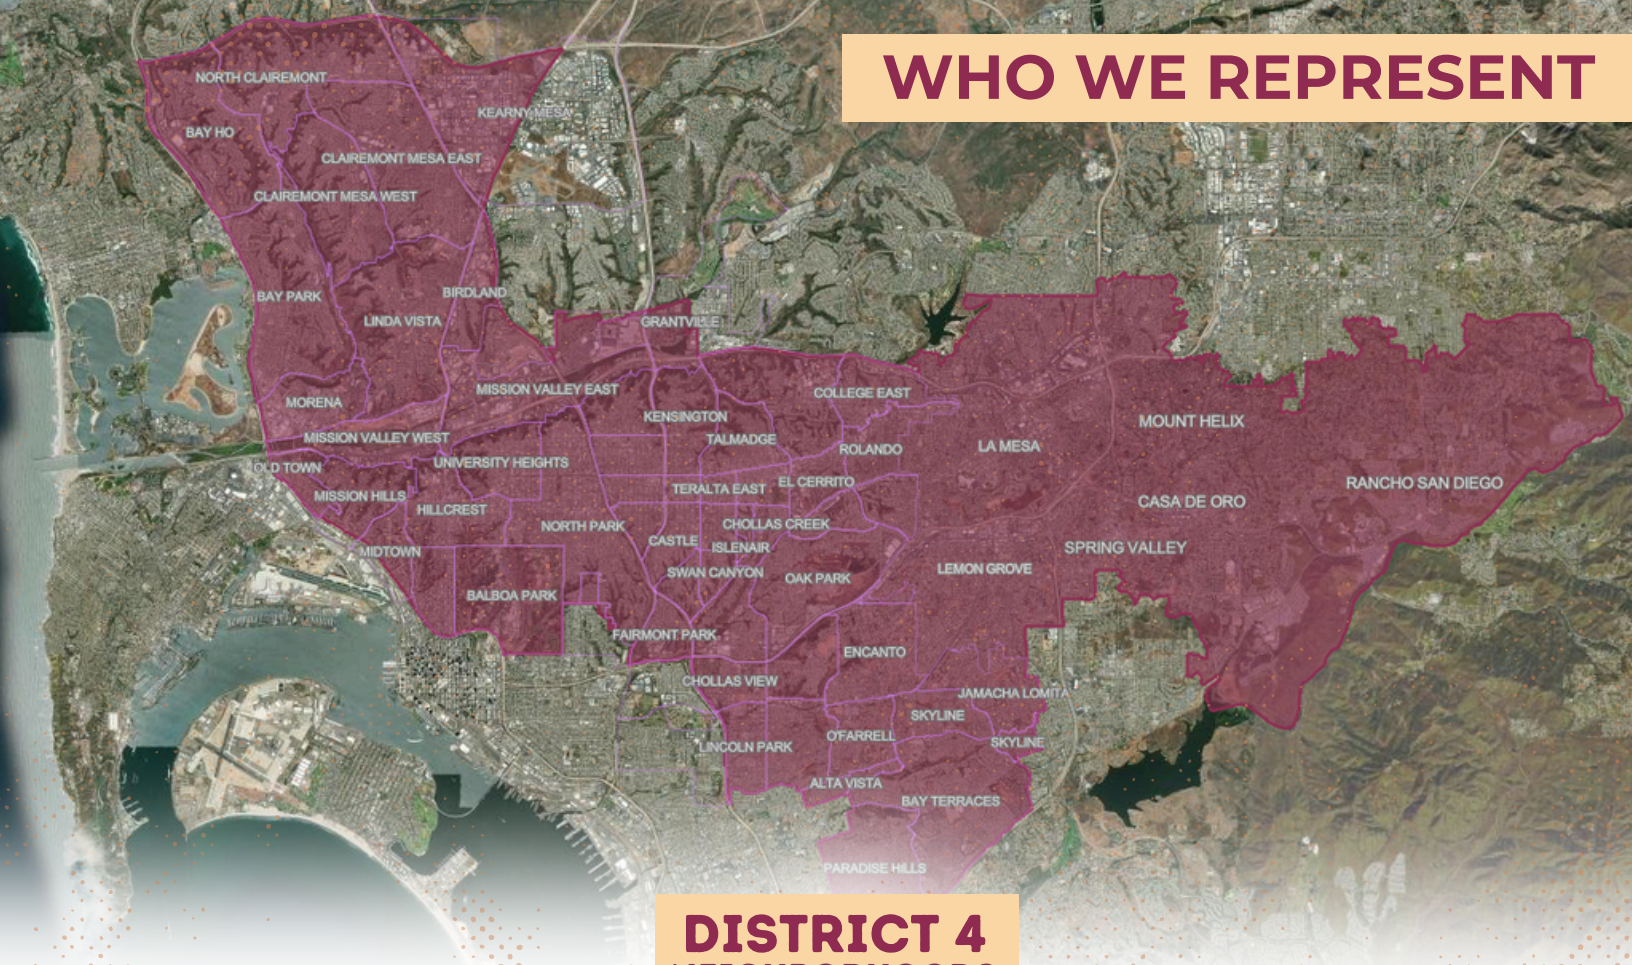 WHO WE REPRESENT
NORTH CLAIREMONT
KEARNY MESA
BAY HO
CLAIREMONT MESA EAST
CLAIREMONT MESA WEST
BAY PARK
BIRDLAND
LINDA VISTA
GRANTVILLE
MISSION VALLEY EAST
COLLEGE EAST
MORENA
KENSINGTON
MOUNT HELIX
MISSION VALLEY WEST
TALMADGE
ROLANDO
LA MESA
OLD TOWN
UNIVERSITY HEIGHTS
EL CERRITO
RANCHO SAN DIEGO
MISSION HILLS
TERALTA EAST
CASA DE ORO
HILLCREST
NORTH PARK
CHOLLAS CREEK
CASTLE
ISLENAIR
SPRING VALLEY
MIDTOWN
SWAN CANYON
OAK PARK
LEMON GROVE
BALBOA PARK
FAIRMONT PARK
ENCANTO
CHOLLAS VIEW
JAMACHA LOMITA
SKYLINE
O'FARRELL
SKYLINE
LINCOLN PARK
ALTA VISTA
BAY TERRACES
PARADISE HILLS
DISTRICT 4